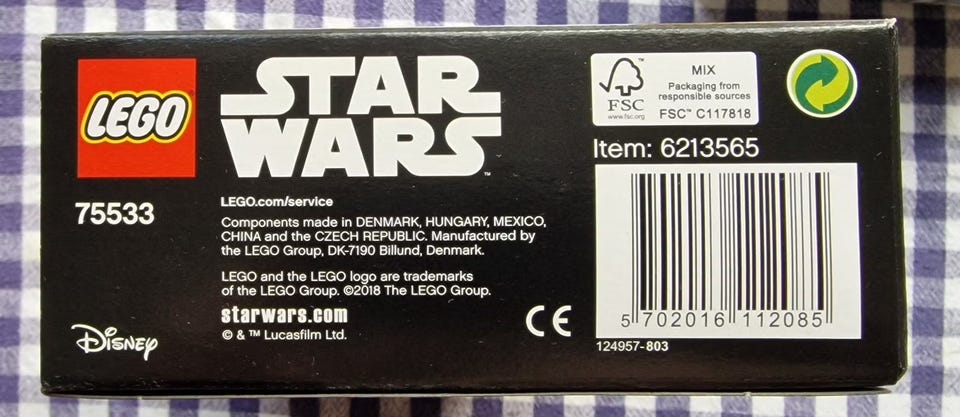 LEGO
STAR
WARS™
75533
LEGO.com/service
Components made in DENMARK, HUNGARY, MEXICO,
CHINA and the CZECH REPUBLIC. Manufactured by
the LEGO Group, DK-7190 Billund, Denmark.
LEGO and the LEGO logo are trademarks
of the LEGO Group. ©2018 The LEGO Group.
starwars.com
© & ™ Lucasfilm Ltd.
Disney
CE
FSC
www.fsc.org
MIX
Packaging from
responsible sources
FSC™ C117818
Item: 6213565
5 702016 112085
124957-803